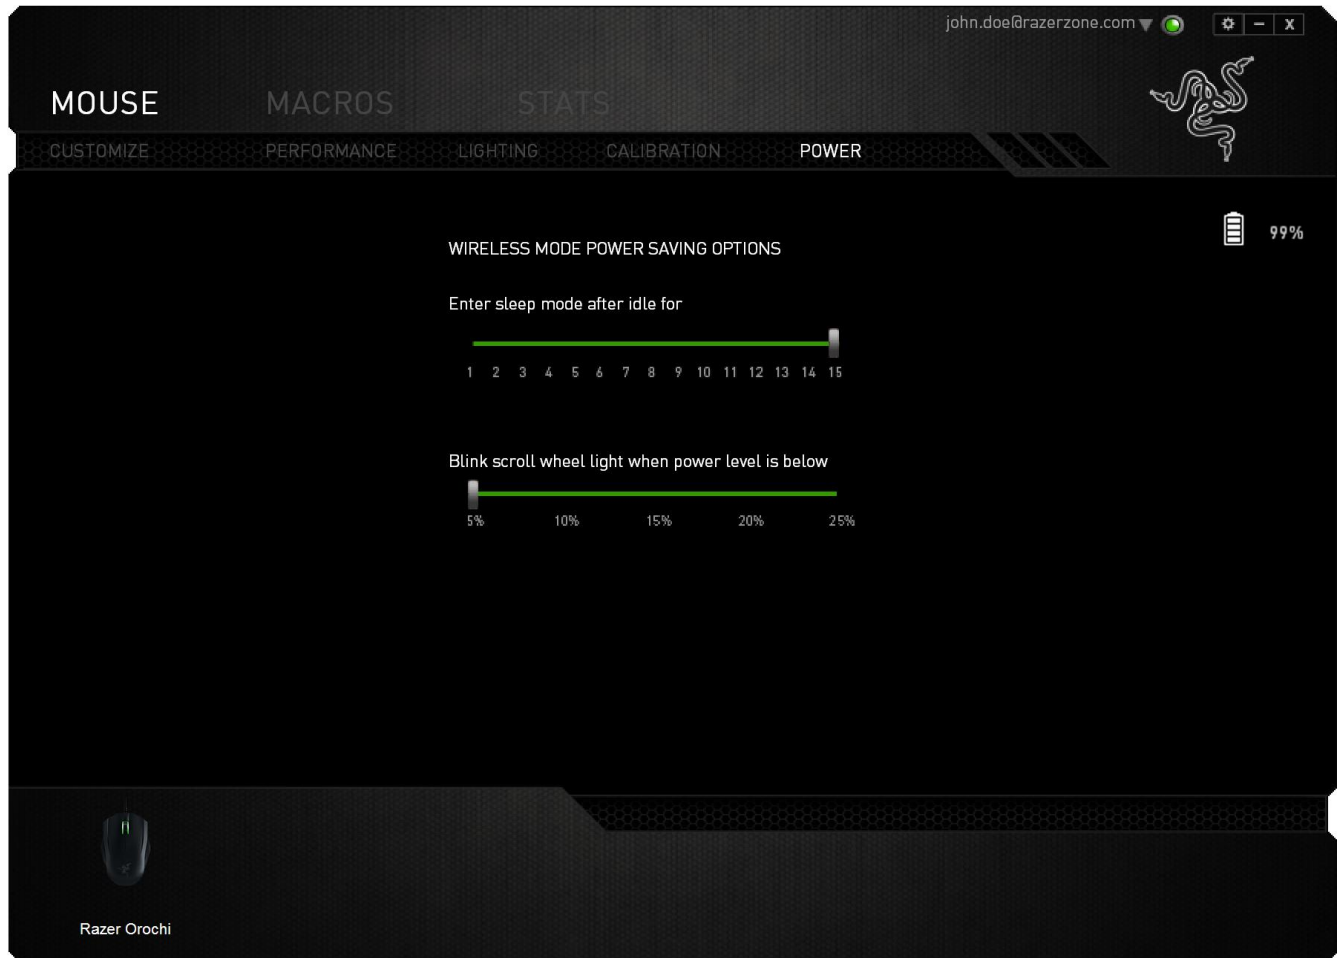 john.doe@razerzone.com
X
MOUSE MACROS STATS
CUSTOMIZE PERFORMANCE LIGHTING CALIBRATION POWER
99%
WIRELESS MODE POWER SAVING OPTIONS
Enter sleep mode after idle for
1 2 3 4 5 6 7 8 9 10 11 12 13 14 15
Blink scroll wheel light when power level is below
5% 10% 15% 20% 25%
Razer Orochi